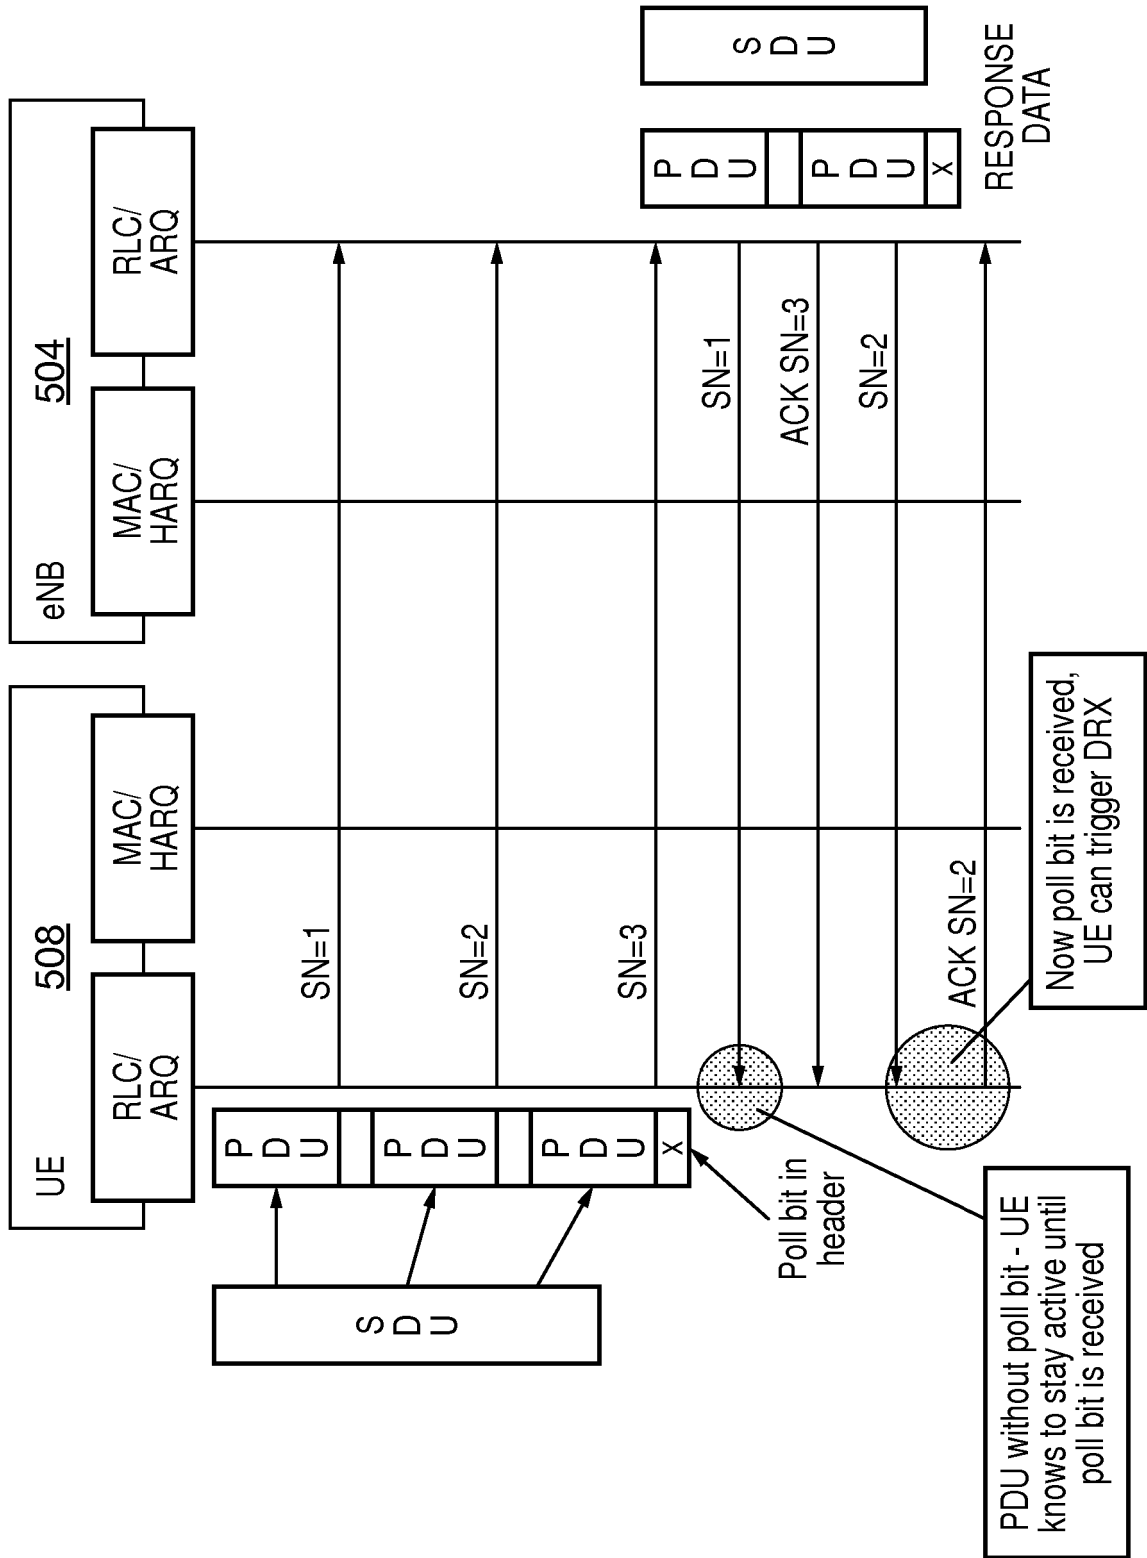 UE
508
RLC/
ARQ
MAC/
HARQ
eNB
504
MAC/
HARQ
RLC/
ARQ
S
D
U
P
D
U
P
D
U
P
D
U
X
Poll bit in
header
SN=1
SN=2
SN=3
SN=1
ACK SN=3
SN=2
ACK SN=2
P
D
U
P
D
U
X
S
D
U
RESPONSE
DATA
PDU without poll bit - UE
knows to stay active until
poll bit is received
Now poll bit is received,
UE can trigger DRX